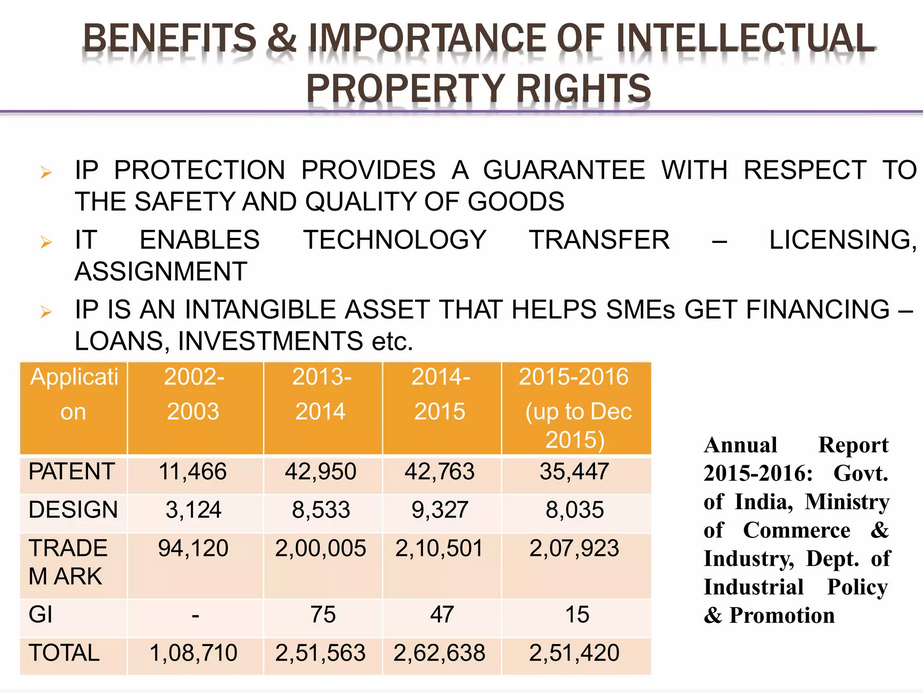 BENEFITS & IMPORTANCE OF INTELLECTUAL
PROPERTY RIGHTS
IP PROTECTION PROVIDES A GUARANTEE WITH RESPECT TO
THE SAFETY AND QUALITY OF GOODS
IT ENABLES TECHNOLOGY TRANSFER – LICENSING,
ASSIGNMENT
IP IS AN INTANGIBLE ASSET THAT HELPS SMEs GET FINANCING –
LOANS, INVESTMENTS etc.
Applicati 2002- 2013- 2014- 2015-2016
on 2003 2014 2015 (up to Dec
2015)
PATENT 11,466 42,950 42,763 35,447
DESIGN 3,124 8,533 9,327 8,035
TRADE 94,120 2,00,005 2,10,501 2,07,923
M ARK
GI - 75 47 15
TOTAL 1,08,710 2,51,563 2,62,638 2,51,420
Annual Report
2015-2016: Govt.
of India, Ministry
of Commerce &
Industry, Dept. of
Industrial Policy
& Promotion